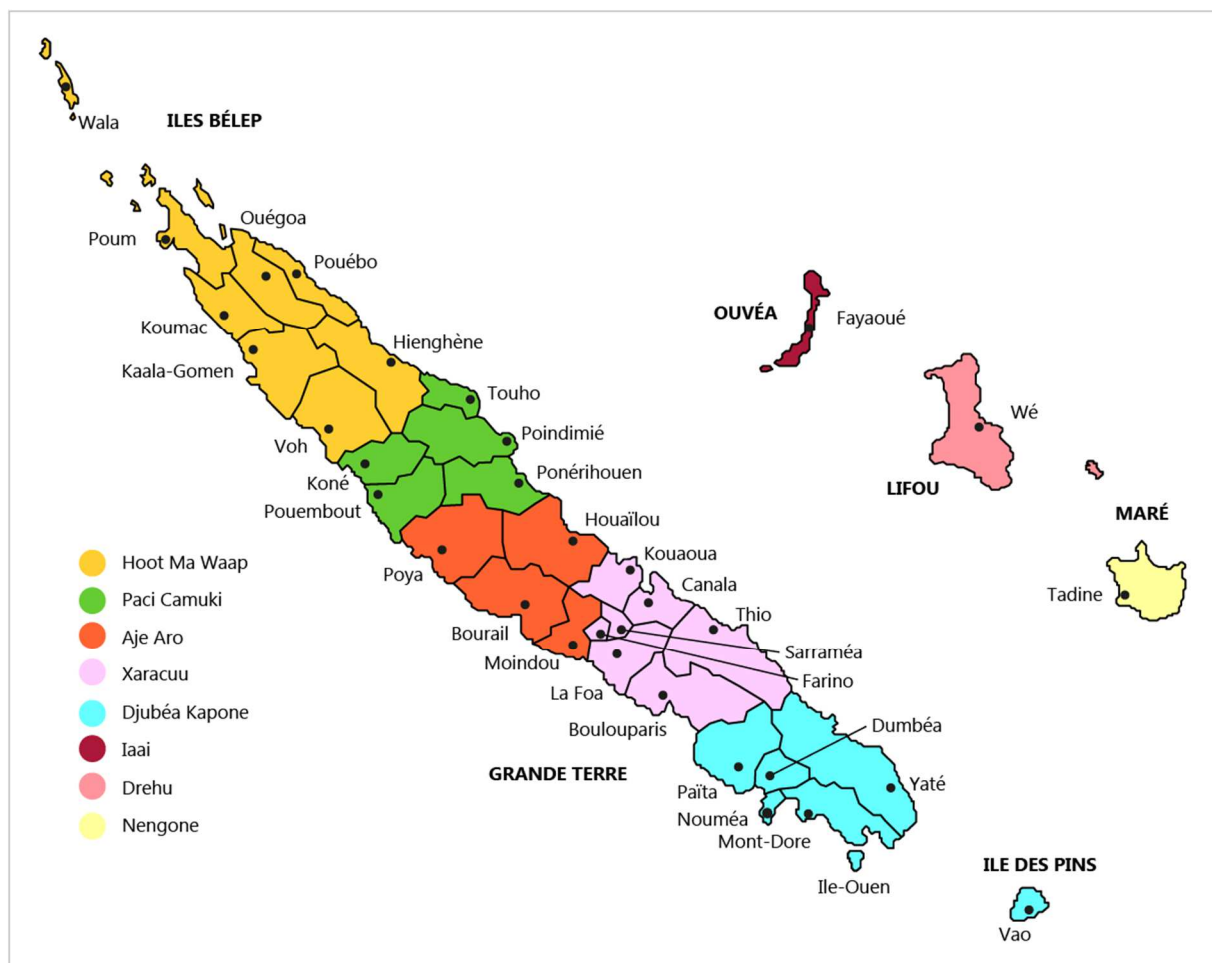 Wala
ILES BÉLEP
Ouégoa
Poum
Pouébo
Koumac
Hienghène
Kaala-Gomen
Touho
Voh
Poindimié
Koné
Ponérihouen
Pouembout
Houaïlou
Poya
Kouaoua
Canala
Bourail
Thio
Moindou
Sarraméa
Farino
La Foa
Boulouparis
Dumbéa
GRANDE TERRE
Païta
Yaté
Nouméa
Mont-Dore
Ile-Ouen
ILE DES PINS
Vao
OUVÉA
Fayaoué
Wé
LIFOU
MARÉ
Tadine
Hoot Ma Waap
Paci Camuki
Aje Aro
Xaracuu
Djubéa Kapone
Iaai
Drehu
Nengone